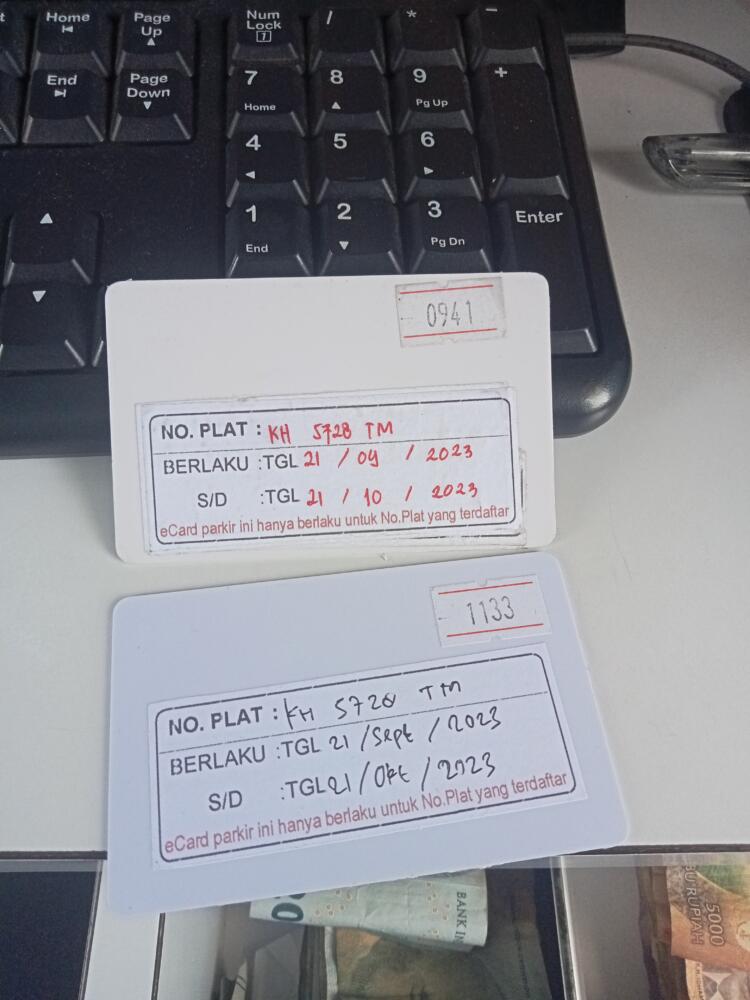 Home
Page Up
Num Lock
/
*
-
End
Page Down
7 Home
8
9 Pg Up
+
4
5
6
1 End
2
3 Pg Dn
Enter
0941
NO. PLAT : KH 5728 TM
BERLAKU :TGL 21 / 09 / 2023
S/D :TGL 21 / 10 / 2023
eCard parkir ini hanya berlaku untuk No.Plat yang terdaftar
1133
NO. PLAT : KH 5728 TM
BERLAKU :TGL 21 / Sept / 2023
S/D :TGL 21 / Okt / 2023
eCard parkir ini hanya berlaku untuk No.Plat yang terdaftar
BANK IN
5000
BU RUPIAH